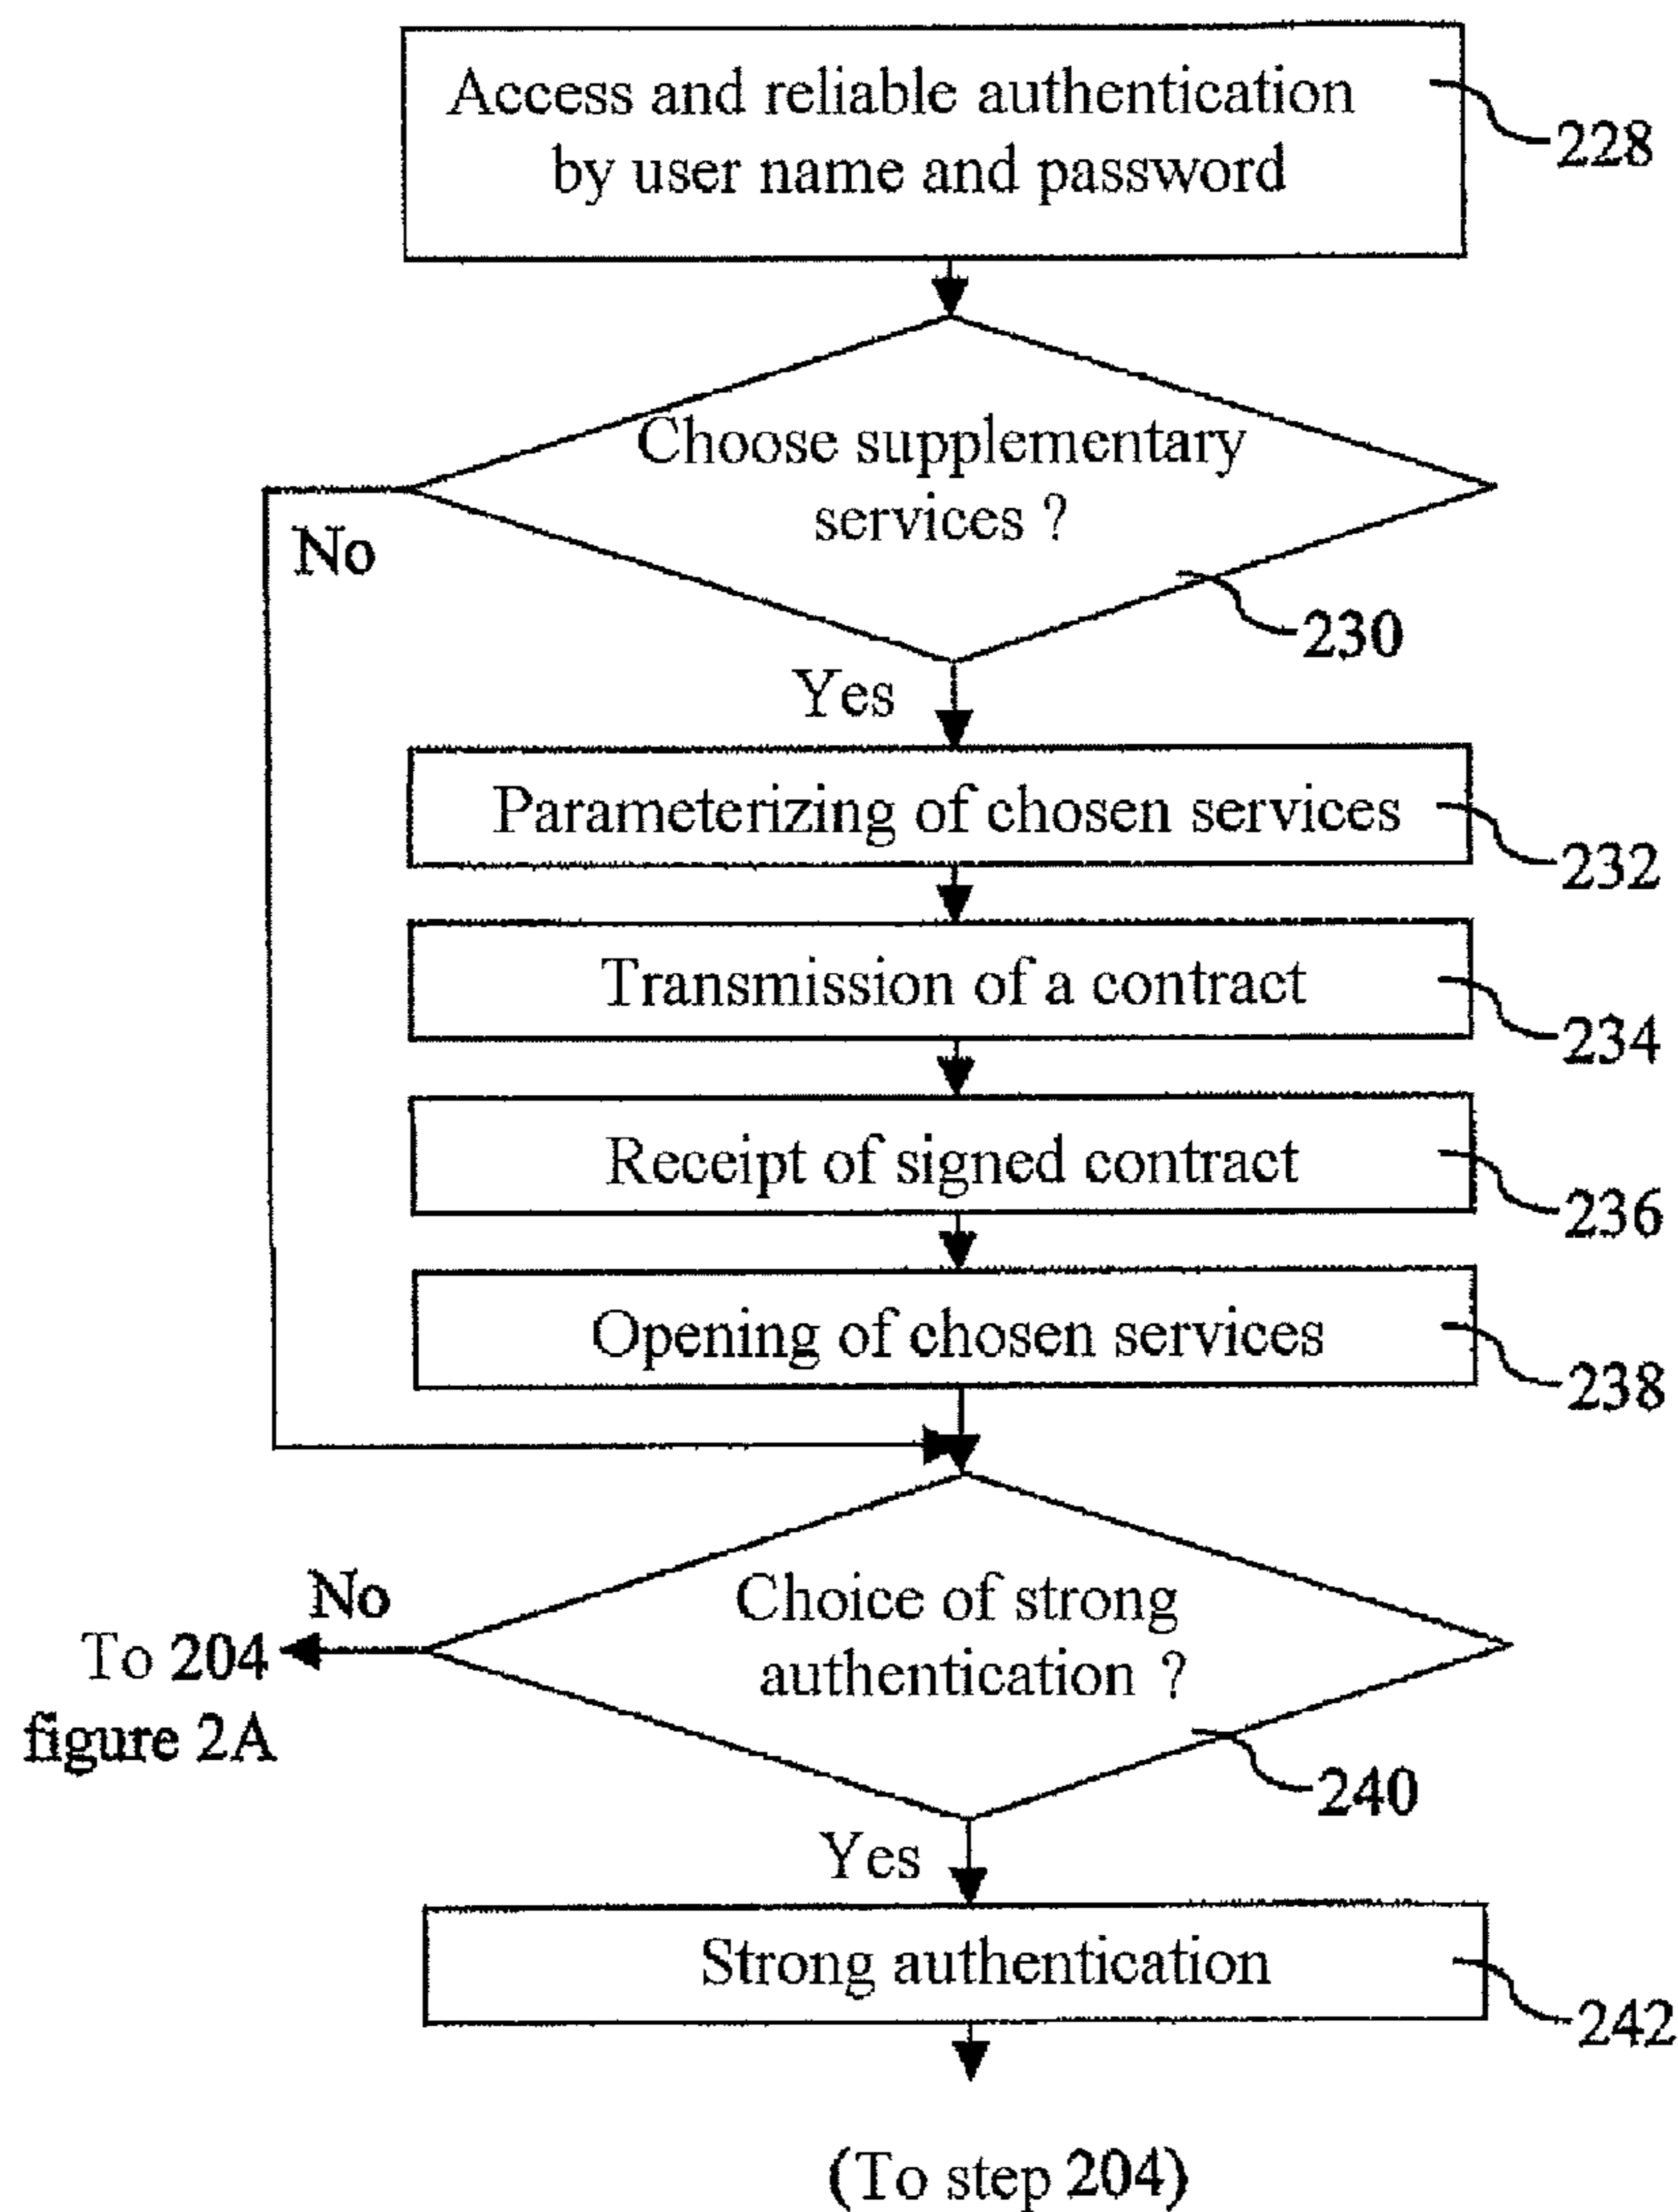 Access and reliable authentication
by user name and password
228
Choose supplementary
services ?
No
230
Yes
Parameterizing of chosen services
232
Transmission of a contract
234
Receipt of signed contract
236
Opening of chosen services
238
No
Choice of strong
authentication ?
To 204
figure 2A
240
Yes
Strong authentication
242
(To step 204)